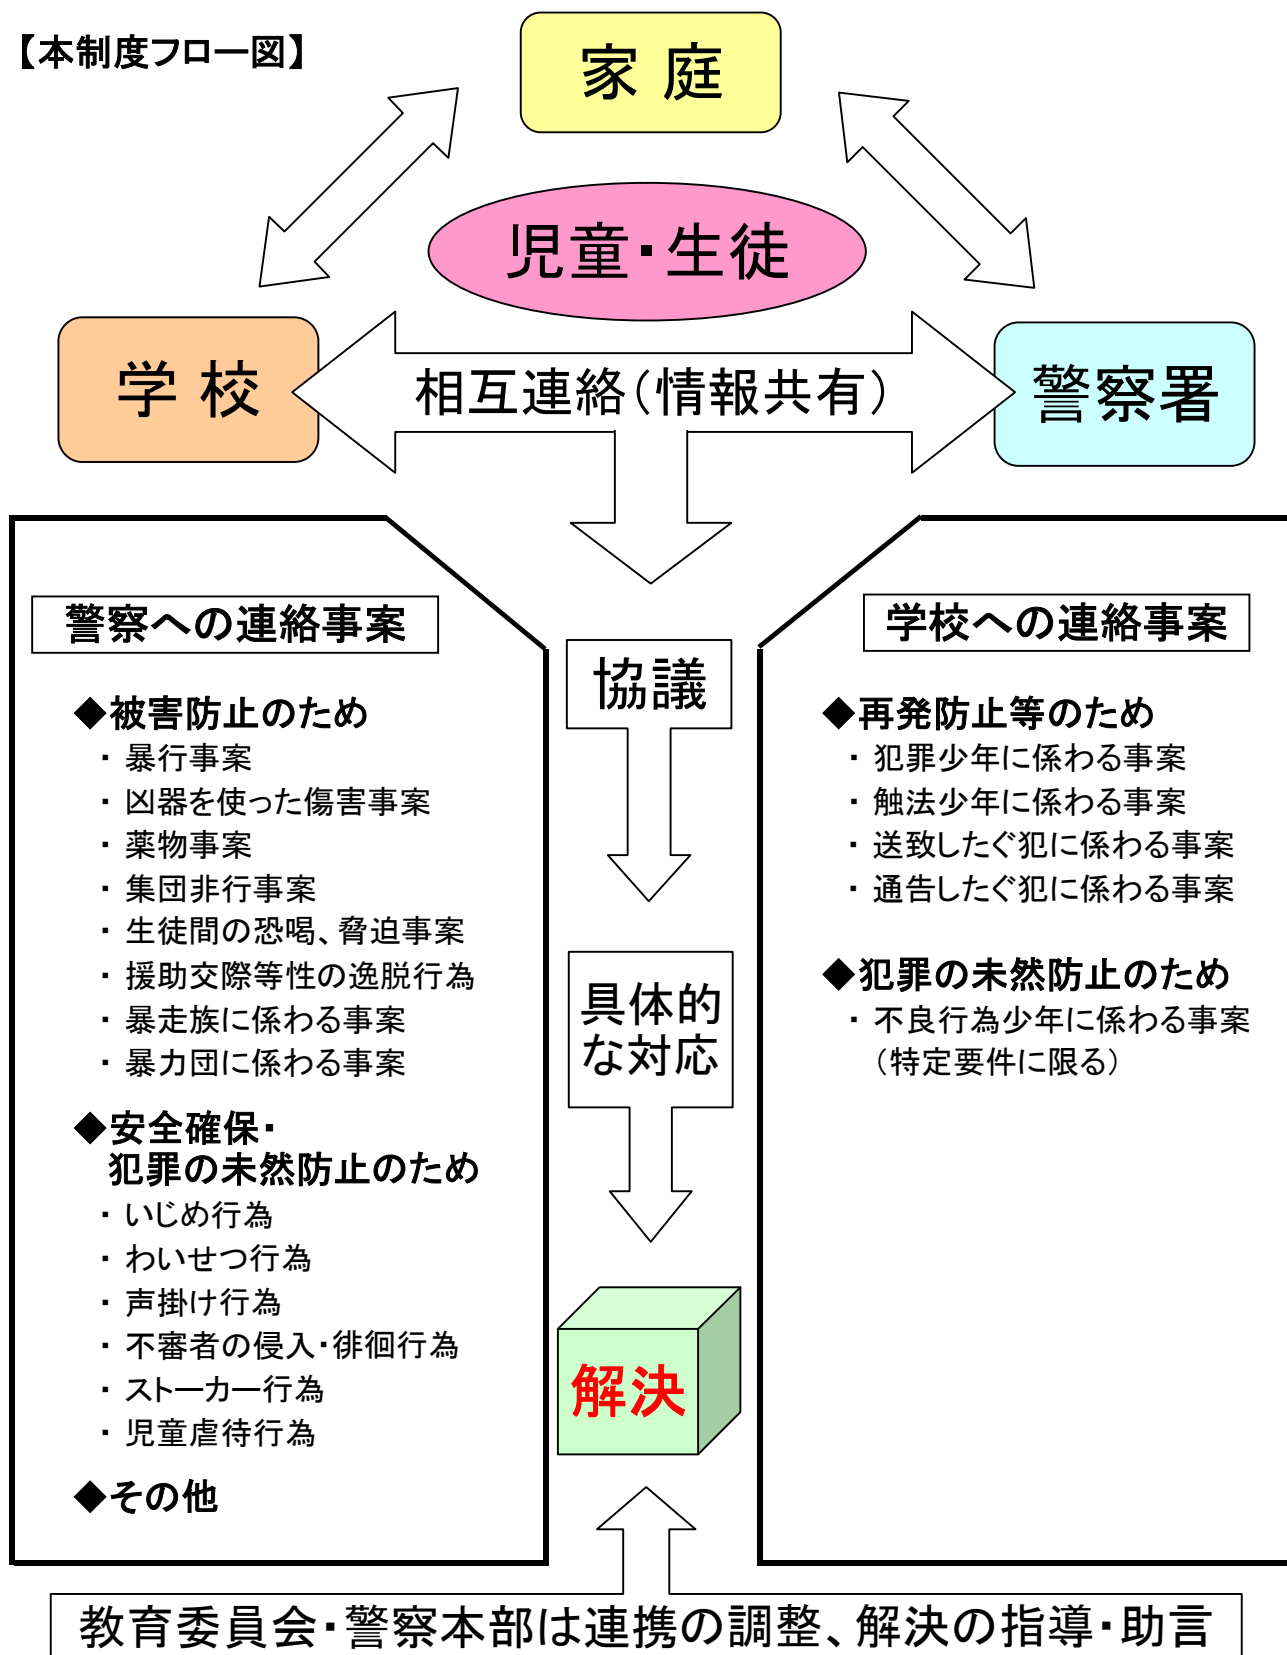 【本制度フロー図】
家 庭
児童・生徒
学 校
相互連絡（情報共有）
警察署
警察への連絡事案
◆被害防止のため
・ 暴行事案
・ 凶器を使った傷害事案
・ 薬物事案
・ 集団非行事案
・ 生徒間の恐喝、脅迫事案
・ 援助交際等性の逸脱行為
・ 暴走族に係わる事案
・ 暴力団に係わる事案
◆安全確保・
犯罪の未然防止のため
・ いじめ行為
・ わいせつ行為
・ 声掛け行為
・ 不審者の侵入・徘徊行為
・ ストーカー行為
・ 児童虐待行為
◆その他
協議
具体的
な対応
解決
学校への連絡事案
◆再発防止等のため
・ 犯罪少年に係わる事案
・ 触法少年に係わる事案
・ 送致したぐ犯に係わる事案
・ 通告したぐ犯に係わる事案
◆犯罪の未然防止のため
・ 不良行為少年に係わる事案
（特定要件に限る）
教育委員会・警察本部は連携の調整、解決の指導・助言